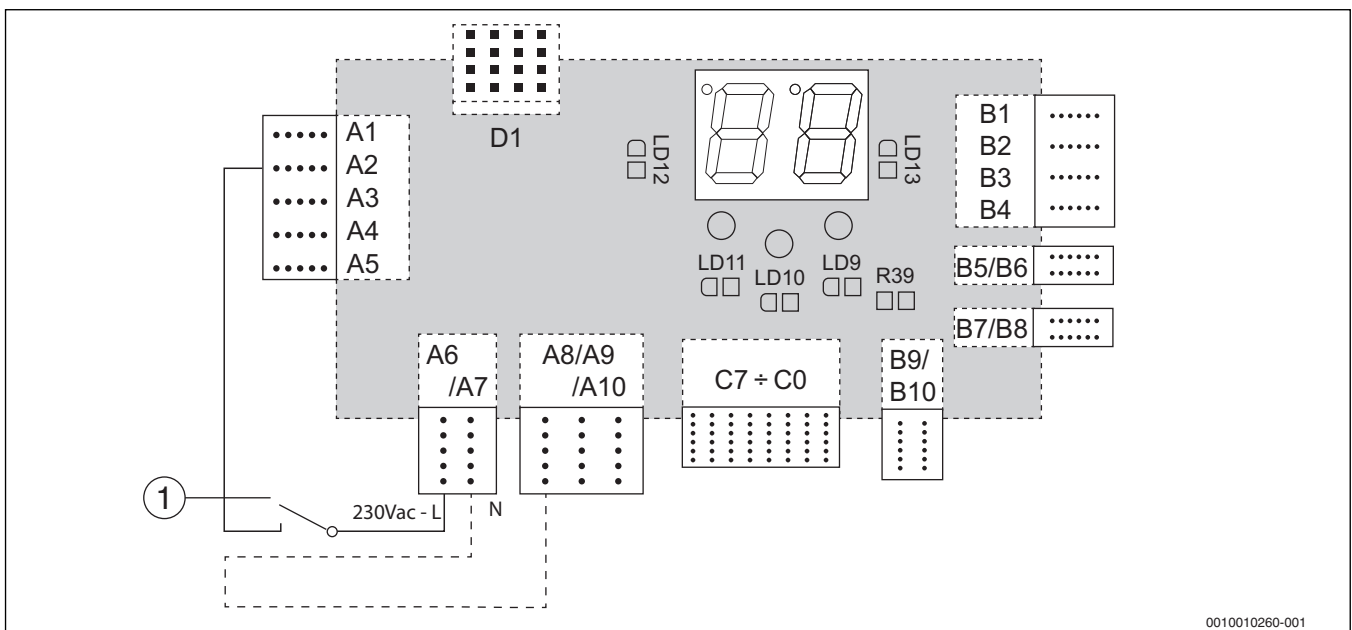 D1
A1
A2
A3
A4
A5
LD12
LD13
B1
B2
B3
B4
LD11
LD10
LD9
R39
B5/B6
B7/B8
A6
/A7
A8/A9
/A10
C7 ÷ C0
B9/
B10
1
230Vac - L
N
0010010260-001